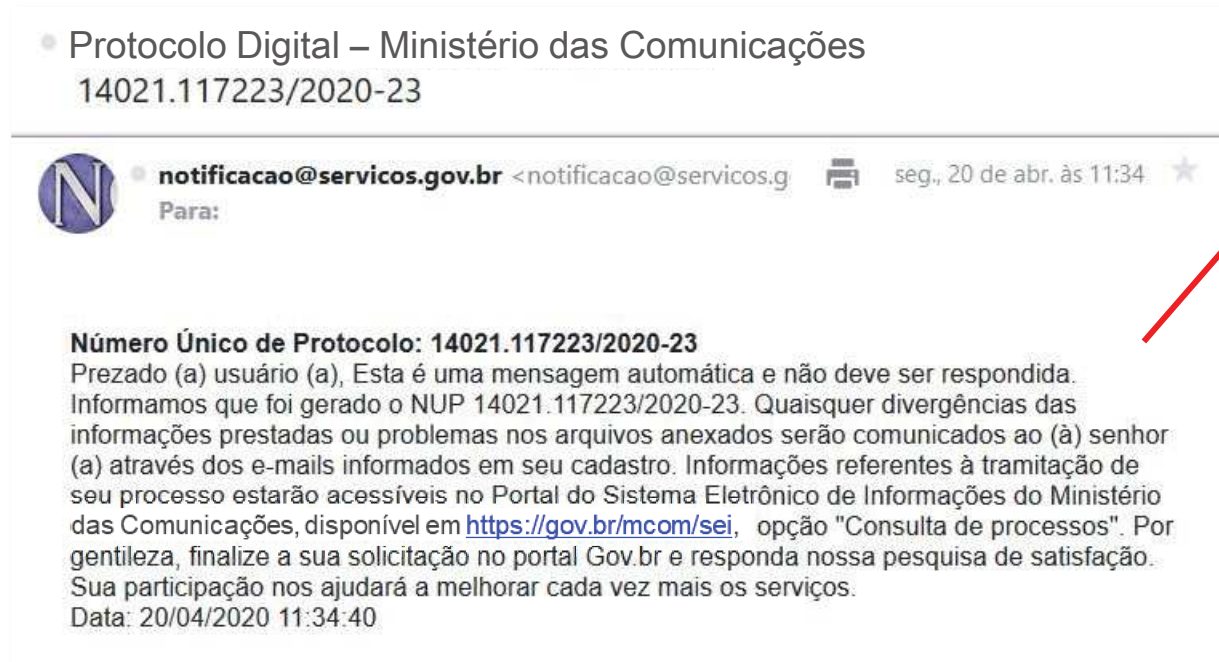 Protocolo Digital – Ministério das Comunicações
14021.117223/2020-23
N
notificacao@servicos.gov.br <notificacao@servicos.g
seg., 20 de abr. às 11:34
Para:
Número Único de Protocolo: 14021.117223/2020-23
Prezado (a) usuário (a), Esta é uma mensagem automática e não deve ser respondida.
Informamos que foi gerado o NUP 14021.117223/2020-23. Quaisquer divergências das
informações prestadas ou problemas nos arquivos anexados serão comunicados ao (à) senhor
(a) através dos e-mails informados em seu cadastro. Informações referentes à tramitação de
seu processo estarão acessíveis no Portal do Sistema Eletrônico de Informações do Ministério
das Comunicações, disponível em https://gov.br/mcom/sei, opção "Consulta de processos". Por
gentileza, finalize a sua solicitação no portal Gov.br e responda nossa pesquisa de satisfação.
Sua participação nos ajudará a melhorar cada vez mais os serviços.
Data: 20/04/2020 11:34:40